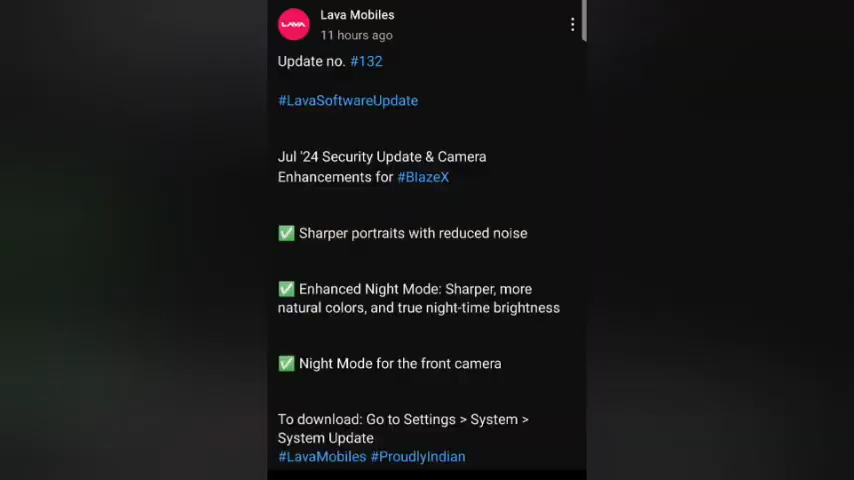 LAVA
Lava Mobiles
11 hours ago
Update no. #132
#LavaSoftwareUpdate
Jul '24 Security Update & Camera
Enhancements for #BlazeX
✅ Sharper portraits with reduced noise
✅ Enhanced Night Mode: Sharper, more
natural colors, and true night-time brightness
✅ Night Mode for the front camera
To download: Go to Settings > System >
System Update
#LavaMobiles #ProudlyIndian